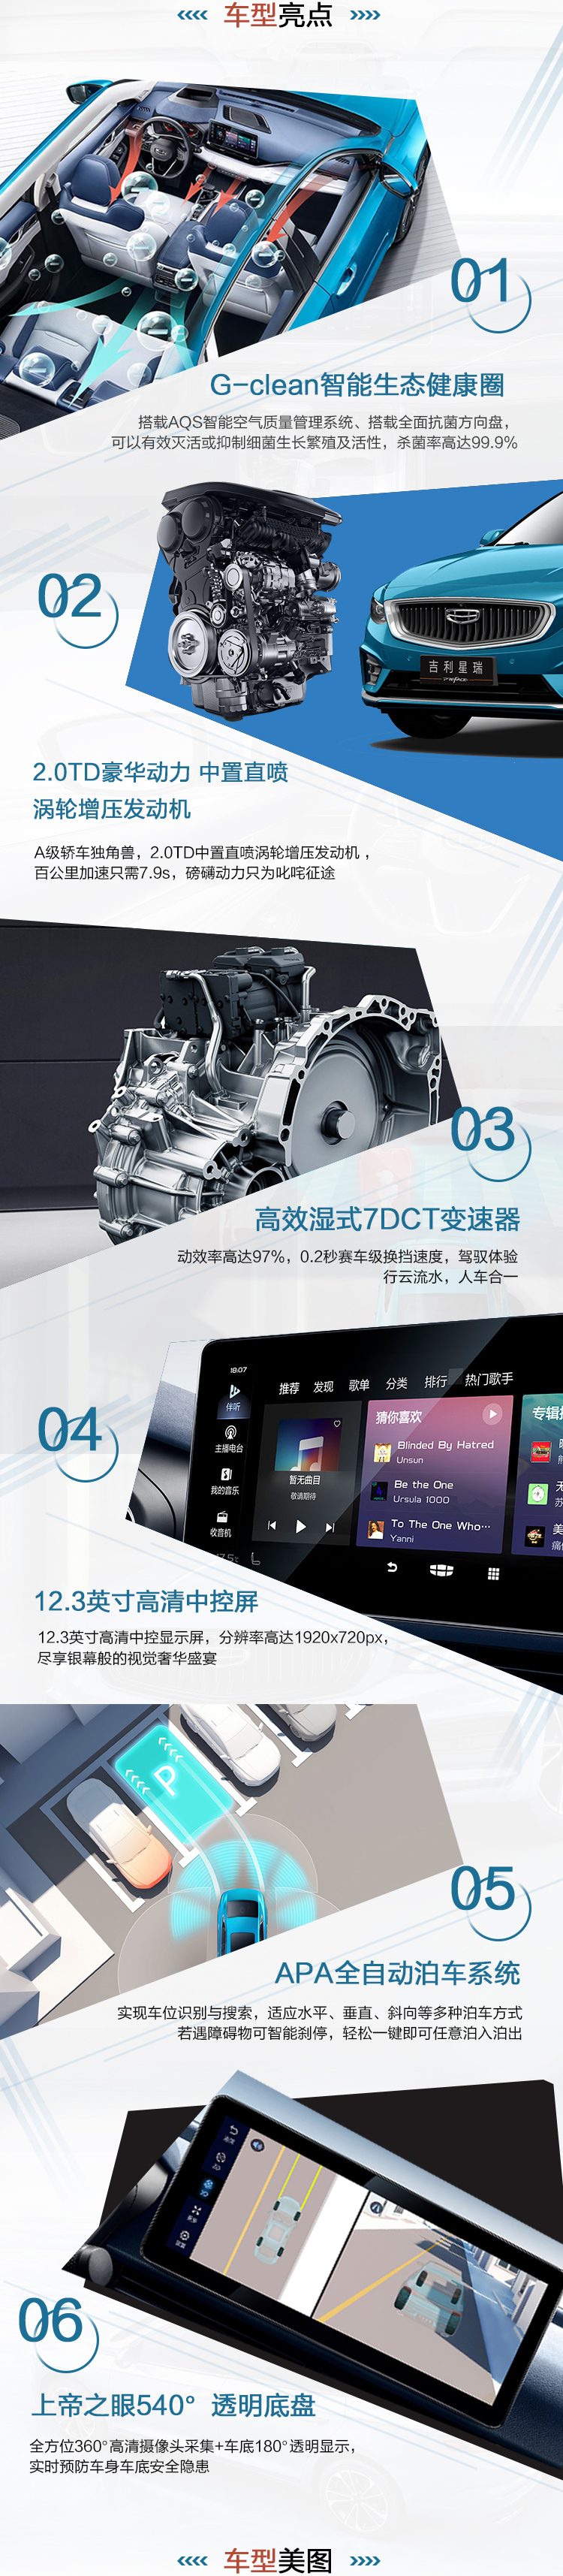 车型亮点
01
G-clean智能生态健康圈
搭载AQS智能空气质量管理系统、搭载全面抗菌方向盘，
可以有效灭活或抑制细菌生长繁殖及活性，杀菌率高达99.9%
02
吉利星瑞
Preface
2.0TD豪华动力 中置直喷
涡轮增压发动机
A级轿车独角兽，2.0TD中置直喷涡轮增压发动机，
百公里加速只需7.9s，磅礴动力只为叱咤征途
03
高效湿式7DCT变速器
动效率高达97%，0.2秒赛车级换挡速度，驾驭体验
行云流水，人车合一
04
18:07
推荐 发现 歌单 分类 排行 热门歌手
伴听
主播电台
我的音乐
收音机
暂无曲目
敬请期待
猜你喜欢
Blinded By Hatred
Unsun
Be the One
Ursula 1000
To The One Who···
Yanni
专辑
12.3英寸高清中控屏
12.3英寸高清中控显示屏，分辨率高达1920x720px，
尽享银幕般的视觉奢华盛宴
P
05
APA全自动泊车系统
实现车位识别与搜索，适应水平、垂直、斜向等多种泊车方式
若遇障碍物可智能刹停，轻松一键即可任意泊入泊出
06
上帝之眼540° 透明底盘
全方位360°高清摄像头采集+车底180°透明显示，
实时预防车身车底安全隐患
车型美图